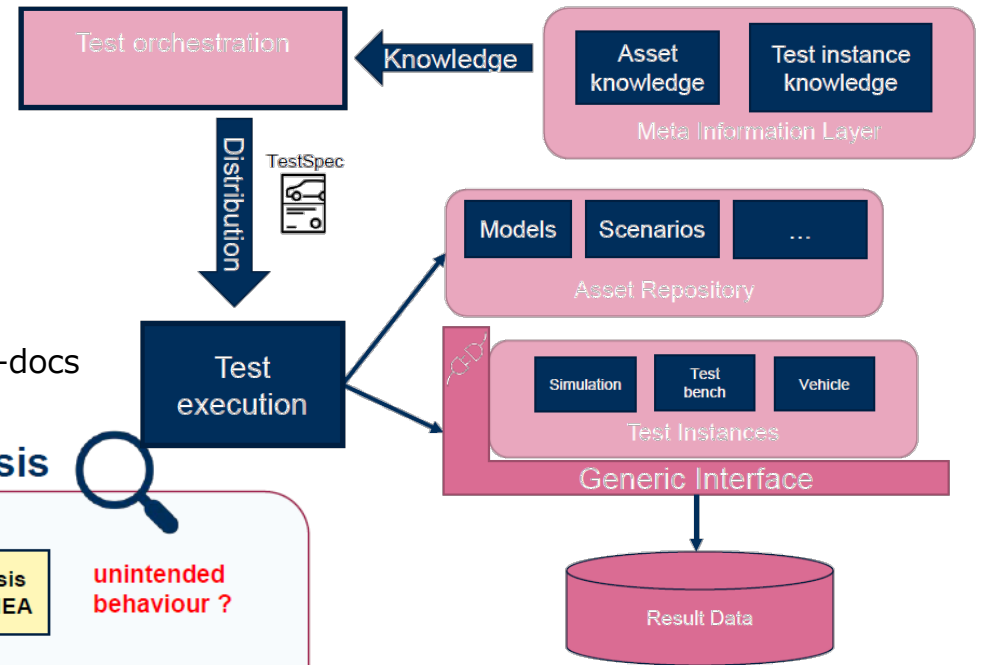 Test orchestration
Knowledge
Asset
knowledge
Test instance
knowledge
Meta Information Layer
Distribution
TestSpec
Models
Scenarios
...
Asset Repository
-docs
Test
execution
Simulation
Test
bench
Vehicle
Test Instances
Generic Interface
sis
sis
EA
unintended
behaviour ?
Result Data